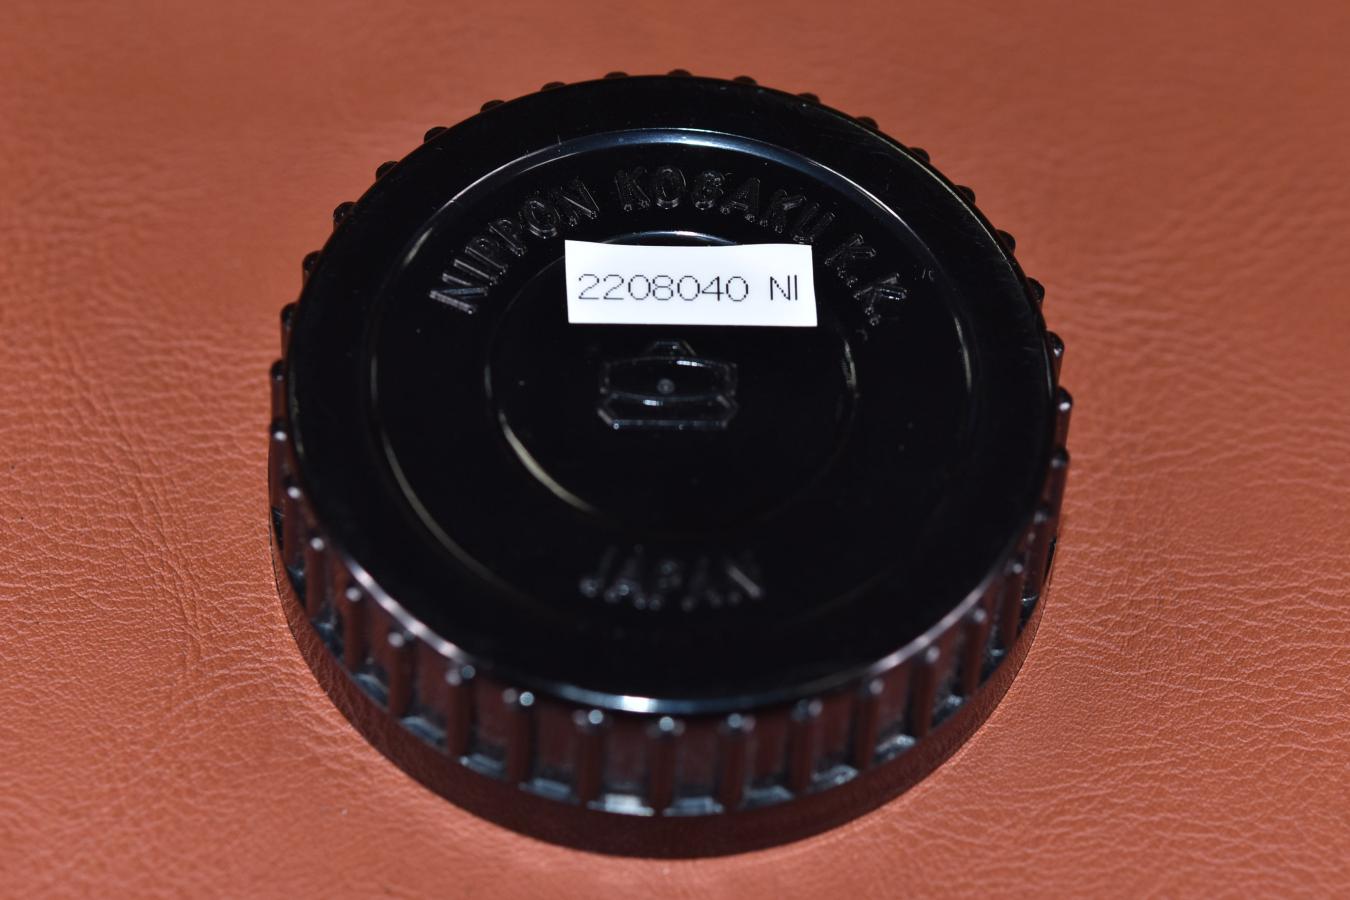 NIPPON KOGAKU K.K.
2208040 NI
JAPAN